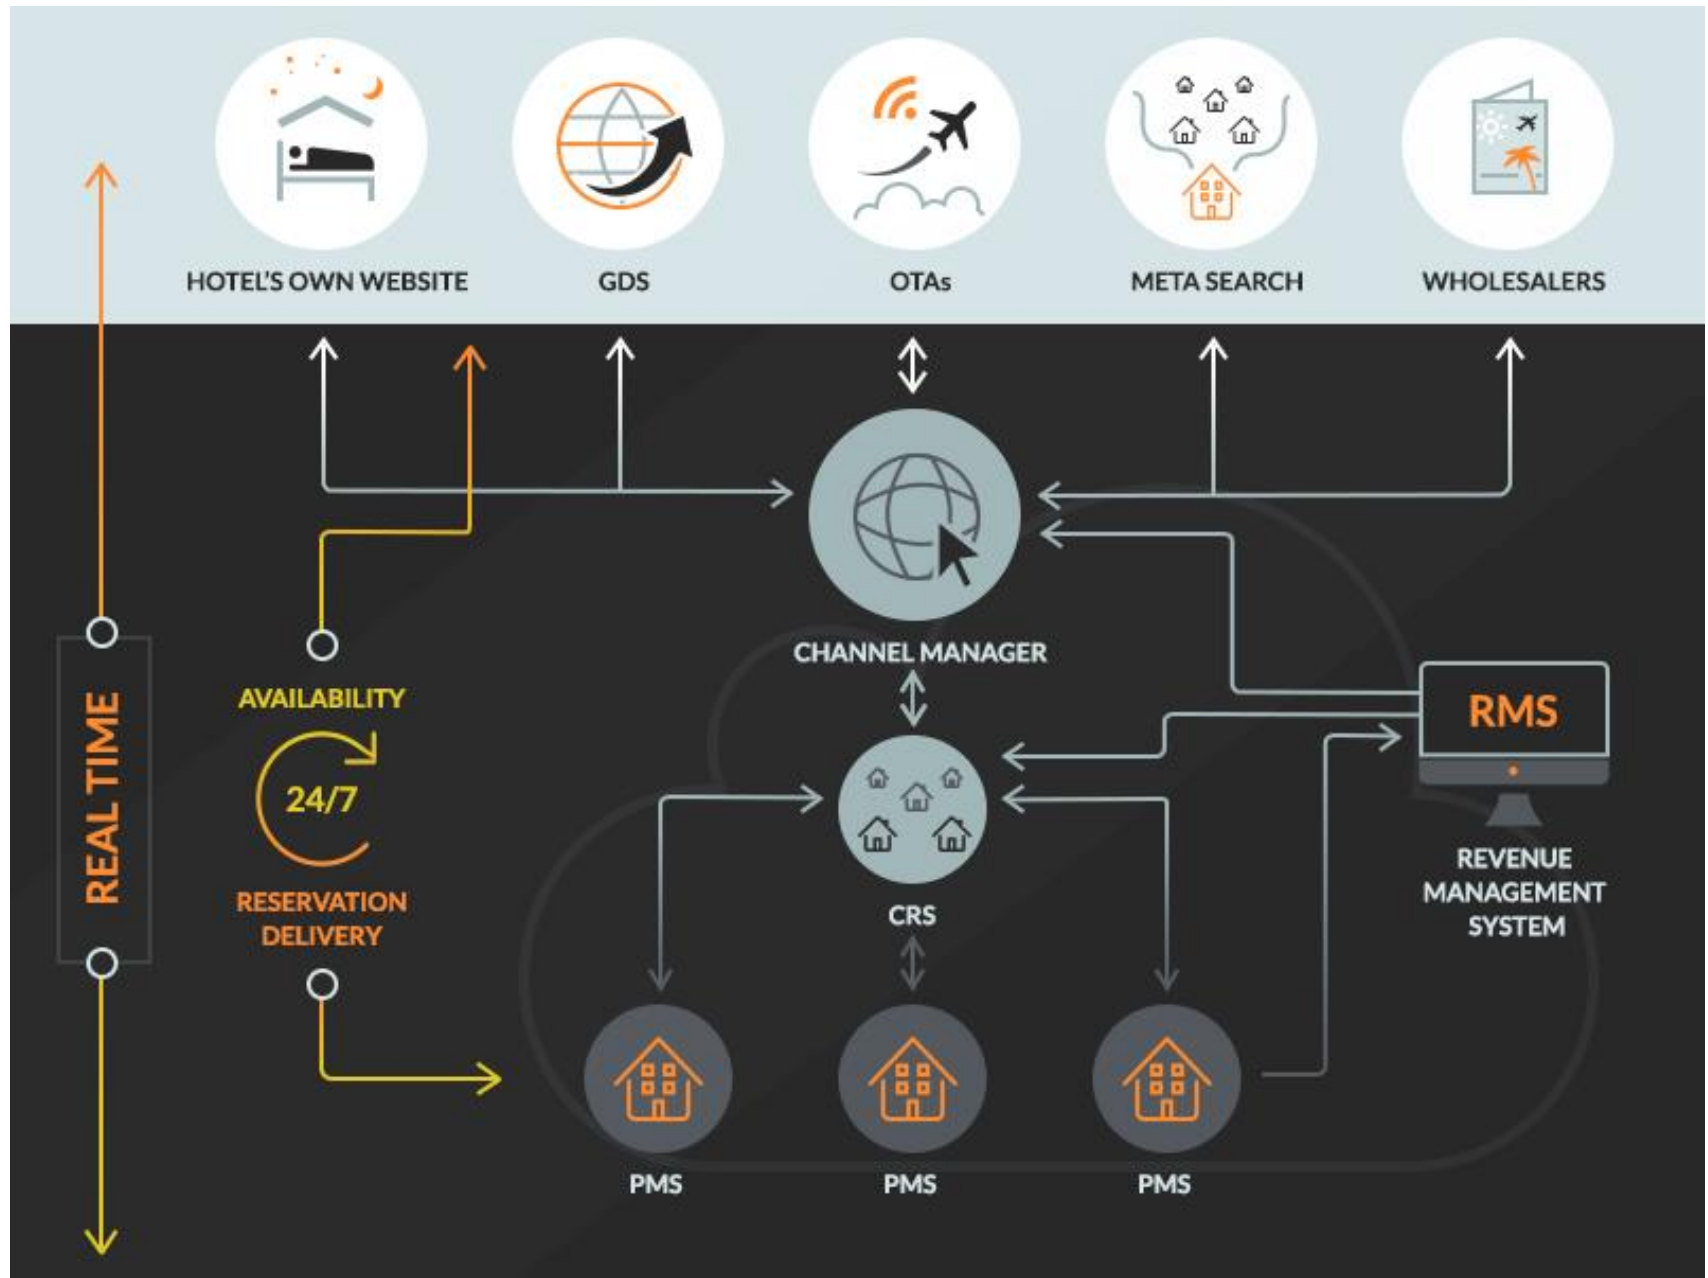 HOTEL'S OWN WEBSITE
GDS
OTAs
META SEARCH
WHOLESALERS
CHANNEL MANAGER
REAL TIME
AVAILABILITY
24/7
RESERVATION
DELIVERY
RMS
REVENUE
MANAGEMENT
SYSTEM
CRS
PMS
PMS
PMS